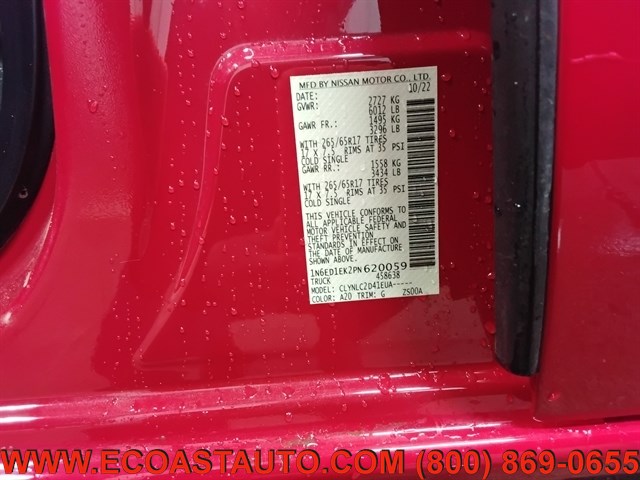 MFD BY NISSAN MOTOR CO., LTD.
DATE: 10/22
GVWR: 2727 KG
6012 LB
GAWR FR.: 1495 KG
3296 LB
WITH 265/65R17 TIRES
17 X 7.5 RIMS AT 35 PSI
COLD SINGLE
GAWR RR.: 1558 KG
3434 LB
WITH 265/65R17 TIRES
17 X 7.5 RIMS AT 35 PSI
COLD SINGLE
THIS VEHICLE CONFORMS TO
ALL APPLICABLE FEDERAL
MOTOR VEHICLE SAFETY AND
THEFT PREVENTION
STANDARDS IN EFFECT ON
THE DATE OF MANUFACTURE
SHOWN ABOVE.
1N6ED1EK2PN620059
TRUCK 458638
MODEL: CLYNLC2D41EUA-----
COLOR: A20 TRIM: G ZSOOA
WWW.ECOASTAUTO.COM (800) 869-0655